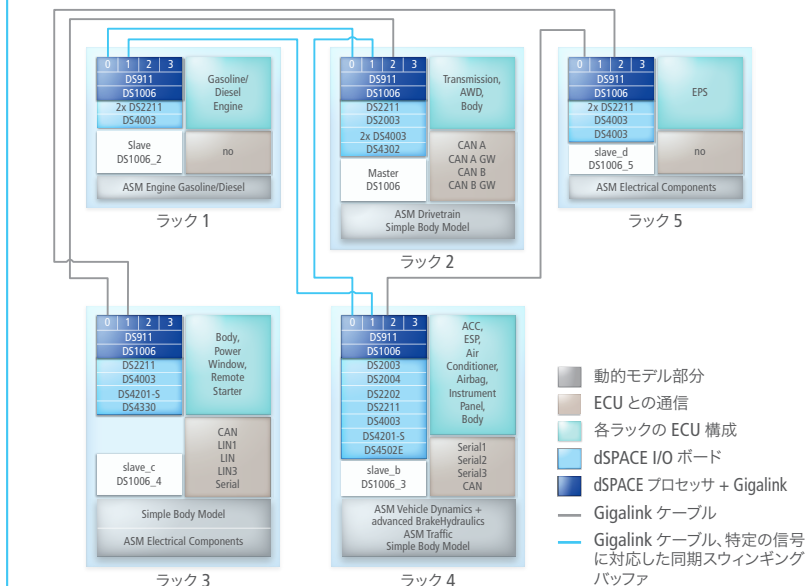 0 1 2 3
DS911
DS1006
2x DS2211
DS4003
Slave
DS1006_2
Gasoline/
Diesel
Engine
no
ASM Engine Gasoline/Diesel
ラック 1
0 1 2 3
DS911
DS1006
DS2211
DS2003
2x DS4003
DS4302
Master
DS1006
Transmission,
AWD,
Body
CAN A
CAN A GW
CAN B
CAN B GW
ASM Drivetrain
Simple Body Model
ラック 2
0 1 2 3
DS911
DS1006
2x DS2211
DS4003
DS4003
slave_d
DS1006_5
EPS
no
ASM Electrical Components
ラック 5
0 1 2 3
DS911
DS1006
DS2211
DS4003
DS4201-S
DS4330
slave_c
DS1006_4
Body,
Power
Window,
Remote
Starter
CAN
LIN1
LIN
LIN3
Serial
Simple Body Model
ASM Electrical Components
ラック 3
0 1 2 3
DS911
DS1006
DS2003
DS2004
DS2202
DS2211
DS4003
DS4201-S
DS4502E
slave_b
DS1006_3
ACC,
ESP,
Air
Conditioner,
Airbag,
Instrument
Panel,
Body
Serial1
Serial2
Serial3
CAN
ASM Vehicle Dynamics +
advanced BrakeHydraulics
ASM Traffic
Simple Body Model
ラック 4
動的モデル部分
ECU との通信
各ラックの ECU 構成
dSPACE I/O ボード
dSPACE プロセッサ + Gigalink
Gigalink ケーブル
Gigalink ケーブル、特定の信号
に対応した同期スウィンギング
バッファ